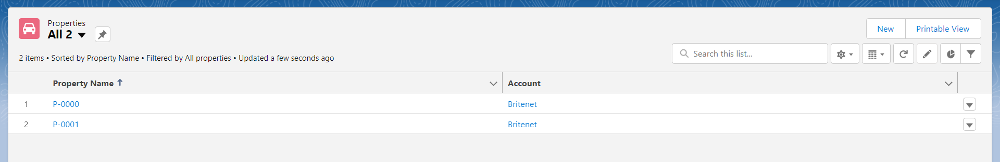 Properties
All 2
New
Printable View
2 items • Sorted by Property Name • Filtered by All properties • Updated a few seconds ago
Search this list...
Property Name
Account
1 P-0000 Britenet
2 P-0001 Britenet